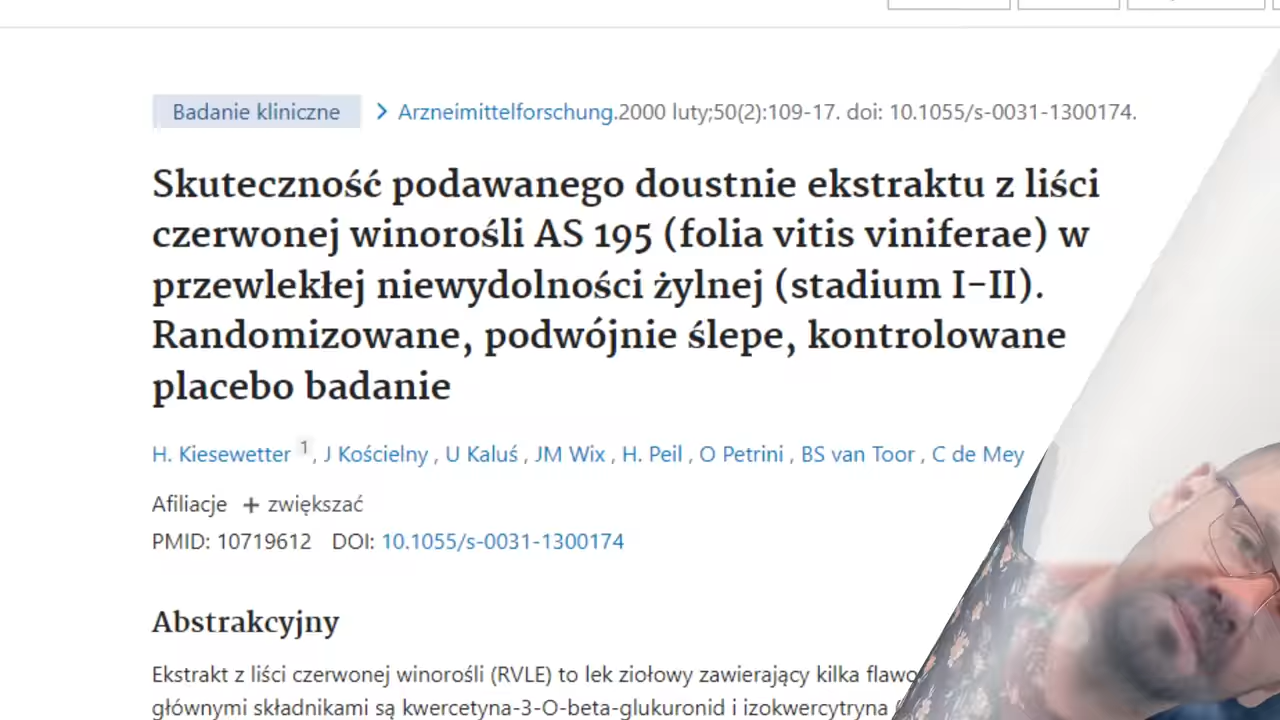 Badanie kliniczne > Arzneimittelforschung.2000 luty;50(2):109-17. doi: 10.1055/s-0031-1300174.
Skuteczność podawanego doustnie ekstraktu z liści
czerwonej winorośli AS 195 (folia vitis viniferae) w
przewlekłej niewydolności żylnej (stadium I-II).
Randomizowane, podwójnie ślepe, kontrolowane
placebo badanie
H. Kiesewetter 1 , J Kościelny , U Kaluś , JM Wix , H. Peil , O Petrini , BS van Toor , C de Mey
Afiliacje + zwiększać
PMID: 10719612 DOI: 10.1055/s-0031-1300174
Abstrakcyjny
Ekstrakt z liści czerwonej winorośli (RVLE) to lek ziołowy zawierający kilka
głównymi składnikami są kwercetyna-3-O-beta-glukuronid i izokwercytryna